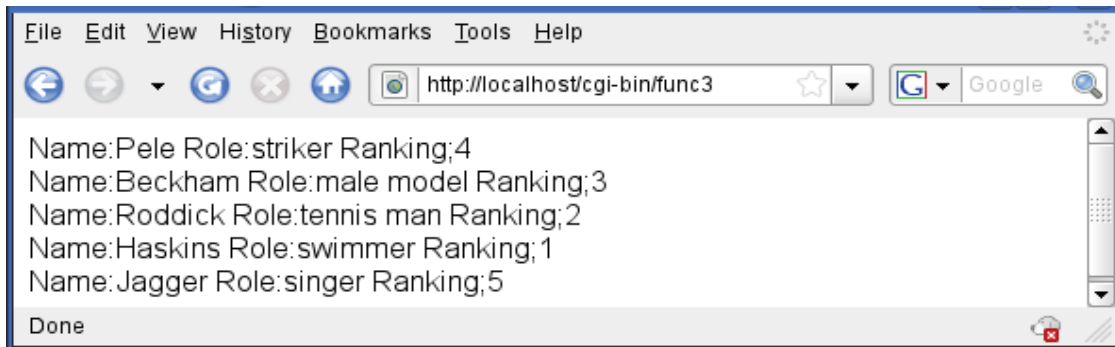 File Edit View History Bookmarks Tools Help
http://localhost/cgi-bin/func3 G Google
Name:Pele Role:striker Ranking;4
Name:Beckham Role:male model Ranking;3
Name:Roddick Role:tennis man Ranking;2
Name:Haskins Role:swimmer Ranking;1
Name:Jagger Role:singer Ranking;5
Done